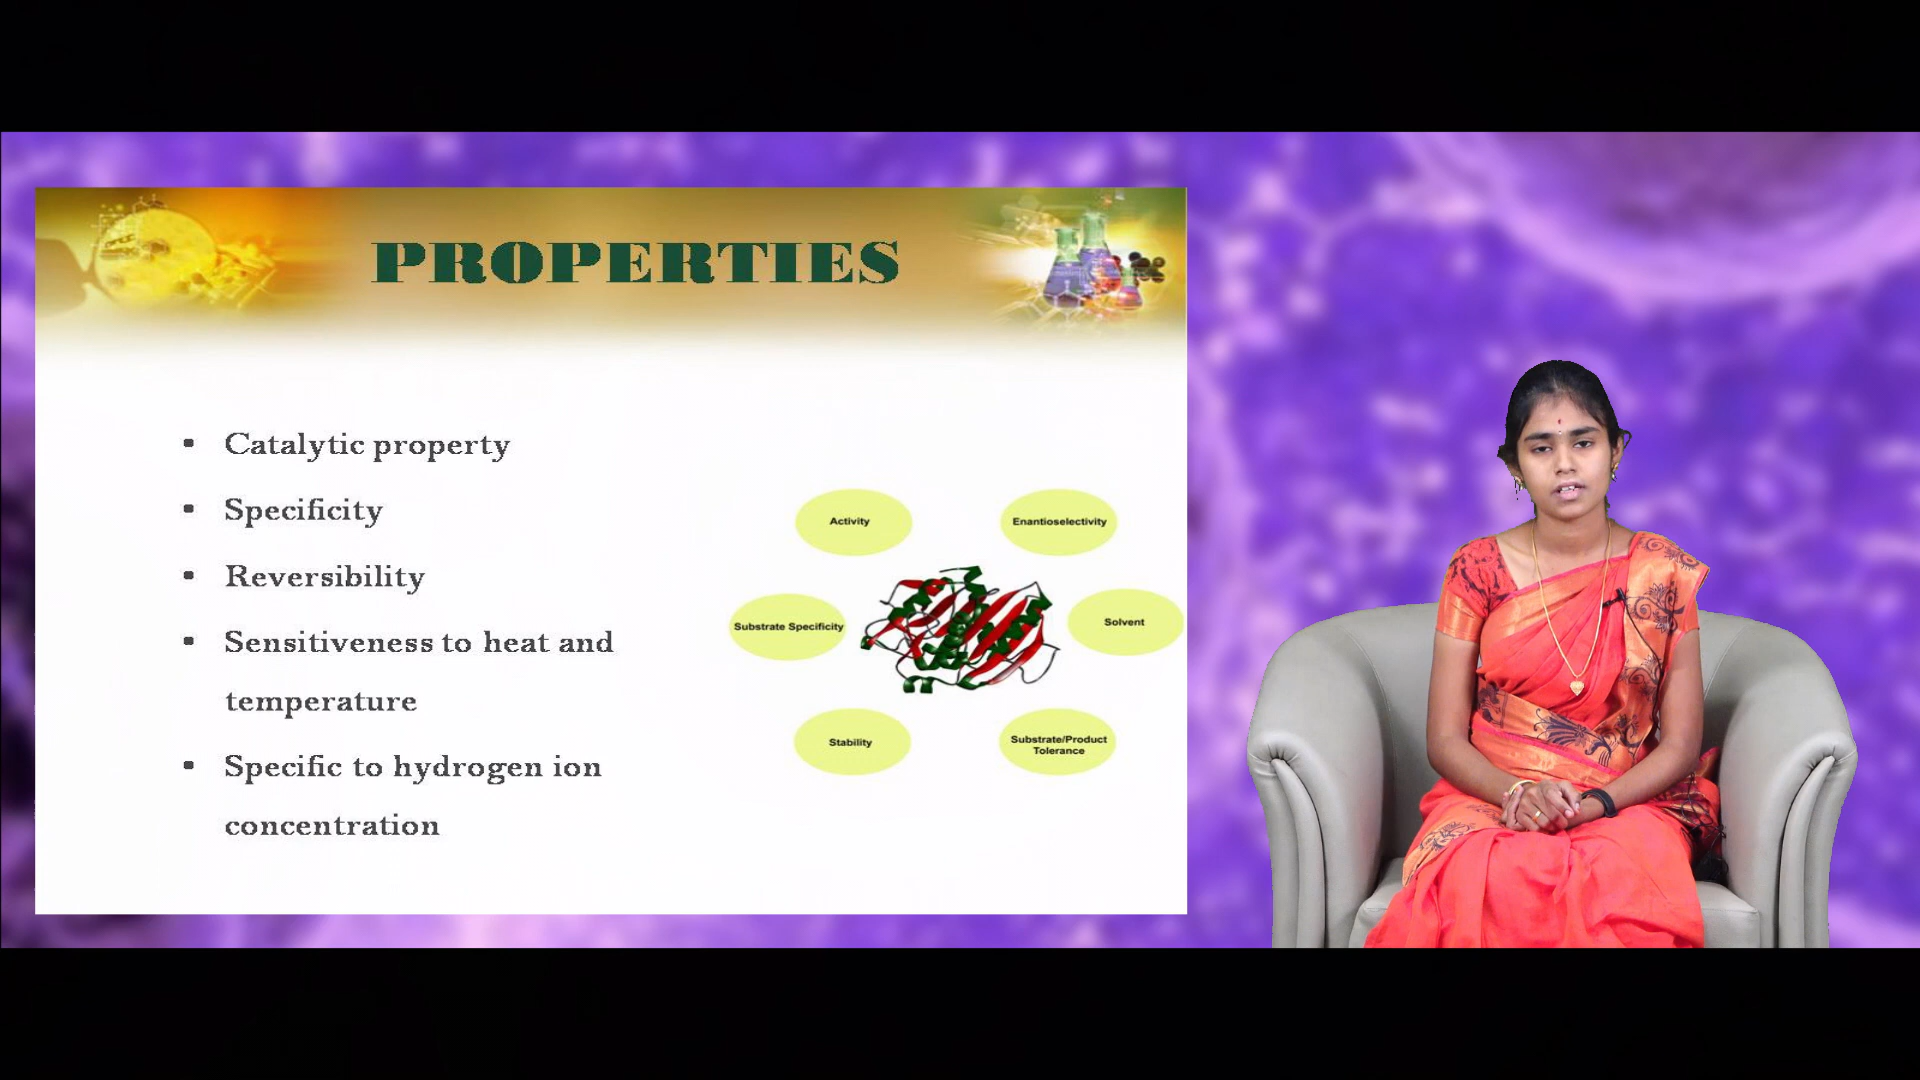 PROPERTIES
▪ Catalytic property
▪ Specificity
▪ Reversibility
▪ Sensitiveness to heat and
temperature
▪ Specific to hydrogen ion
concentration
Activity
Enantioselectivity
Substrate Specificity
Solvent
Stability
Substrate/Product
Tolerance